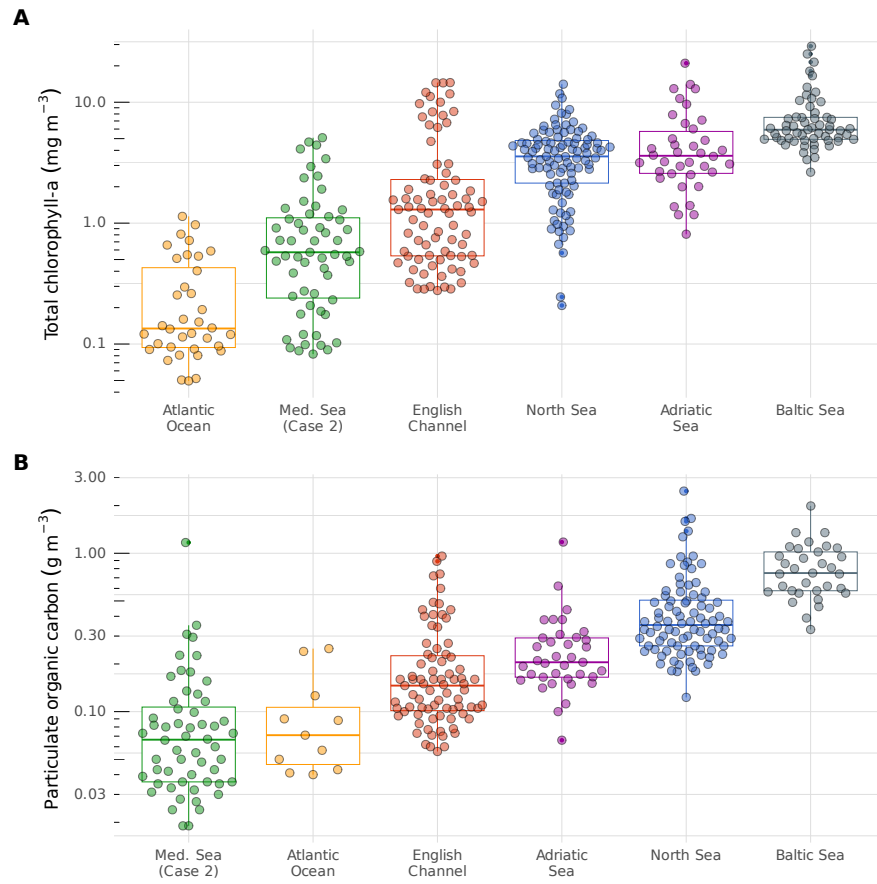 A
Total chlorophyll-a (mg m⁻³)
10.0
1.0
0.1
Atlantic
Ocean
Med. Sea
(Case 2)
English
Channel
North Sea
Adriatic
Sea
Baltic Sea
B
Particulate organic carbon (g m⁻³)
3.00
1.00
0.30
0.10
0.03
Med. Sea
(Case 2)
Atlantic
Ocean
English
Channel
Adriatic
Sea
North Sea
Baltic Sea